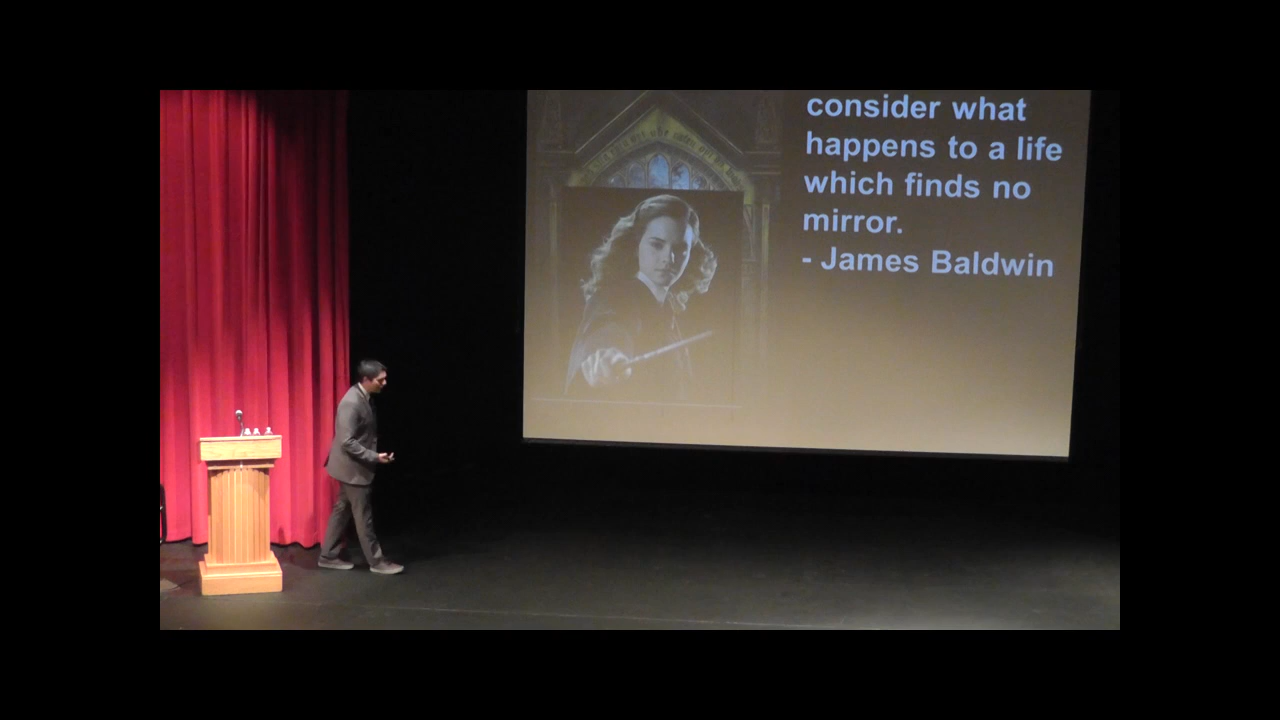 consider what
happens to a life
which finds no
mirror.
- James Baldwin